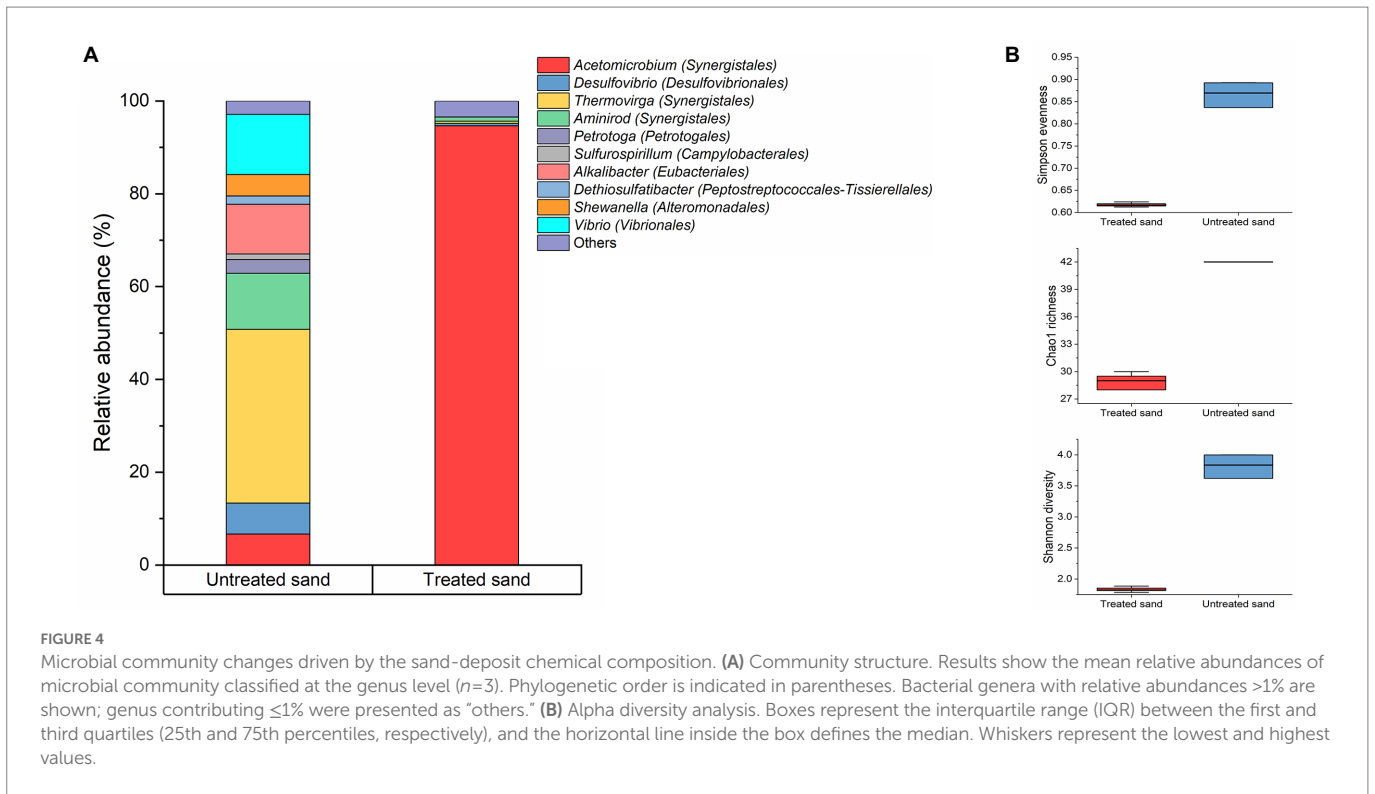 A
Relative abundance (%)
100
80
60
40
20
0
Untreated sand
Treated sand
Acetomicrobium (Synergistales)
Desulfovibrio (Desulfovibrionales)
Thermovirga (Synergistales)
Aminirod (Synergistales)
Petrotoga (Petrotogales)
Sulfurospirillum (Campylobacterales)
Alkalibacter (Eubacteriales)
Dethiosulfatibacter (Peptostreptococcales-Tissierellales)
Shewanella (Alteromonadales)
Vibrio (Vibrionales)
Others
B
Simpson evenness
0.95
0.90
0.85
0.80
0.75
0.70
0.65
0.60
Treated sand
Untreated sand
Chao1 richness
42
39
36
33
30
27
Treated sand
Untreated sand
Shannon diversity
4.0
3.5
3.0
2.5
2.0
Treated sand
Untreated sand
FIGURE 4
Microbial community changes driven by the sand-deposit chemical composition. (A) Community structure. Results show the mean relative abundances of
microbial community classified at the genus level (n=3). Phylogenetic order is indicated in parentheses. Bacterial genera with relative abundances >1% are
shown; genus contributing ≤1% were presented as “others.” (B) Alpha diversity analysis. Boxes represent the interquartile range (IQR) between the first and
third quartiles (25th and 75th percentiles, respectively), and the horizontal line inside the box defines the median. Whiskers represent the lowest and highest
values.